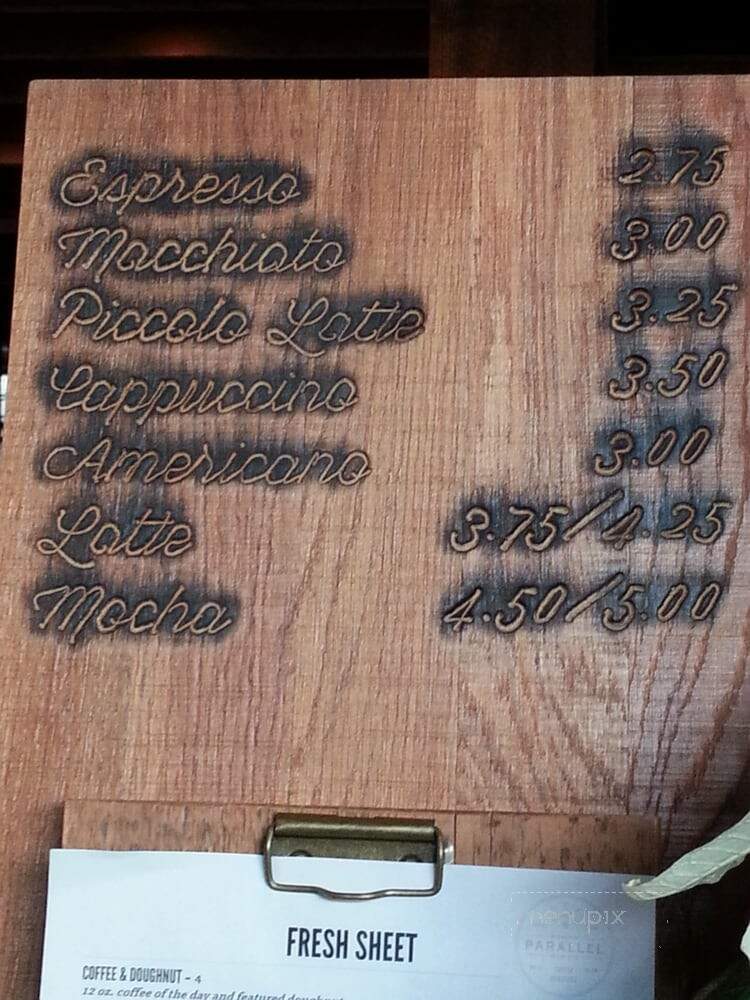 Espresso 2.75
Macchiato 3.00
Piccolo Latte 3.25
Cappuccino 3.50
Americano 3.00
Latte 3.75/4.25
Mocha 4.50/5.00
menupix
FRESH SHEET
PARALLEL
COFFEE & DOUGHNUT – 4
12 oz. coffee of the day and featured doughnut